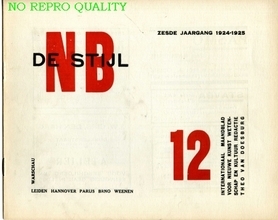 NO REPRO QUALITY
ZESDE JAARGANG 1924-1925
NB
DE STIJL
12
INTERNATIONAAL MAANDBLAD
VOOR NIEUWE KUNST WETEN-
SCHAP EN KULTUUR REDACTIE
THEO VAN DOESBURG
WARSCHAU
LEIDEN HANNOVER PARIJS BRNO WEENEN